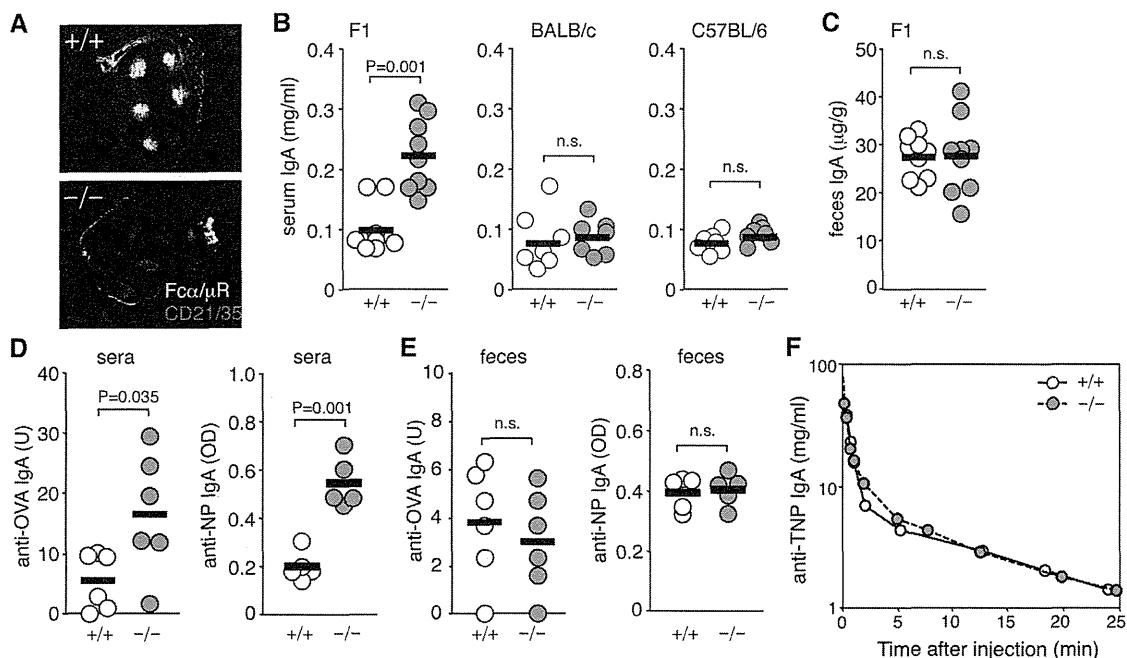 A
+/+
−/−
Fcα/μR
CD21/35
B
F1
BALB/c
C57BL/6
serum IgA (mg/ml)
0.4
0.3
0.2
0.1
0
P=0.001
+/+ −/−
0.4
0.3
0.2
0.1
0
n.s.
+/+ −/−
0.4
0.3
0.2
0.1
0
n.s.
+/+ −/−
C
F1
feces IgA (μg/g)
50
40
30
20
10
0
n.s.
+/+ −/−
D
sera
anti-OVA IgA (U)
40
30
20
10
0
P=0.035
+/+ −/−
sera
anti-NP IgA (OD)
1.0
0.8
0.6
0.4
0.2
0
P=0.001
+/+ −/−
E
feces
anti-OVA IgA (U)
10
8
6
4
2
0
n.s.
+/+ −/−
feces
anti-NP IgA (OD)
0.8
0.6
0.4
0.2
0
n.s.
+/+ −/−
F
anti-TNP IgA (mg/ml)
100
10
1
+/+
−/−
0 5 10 15 20 25
Time after injection (min)